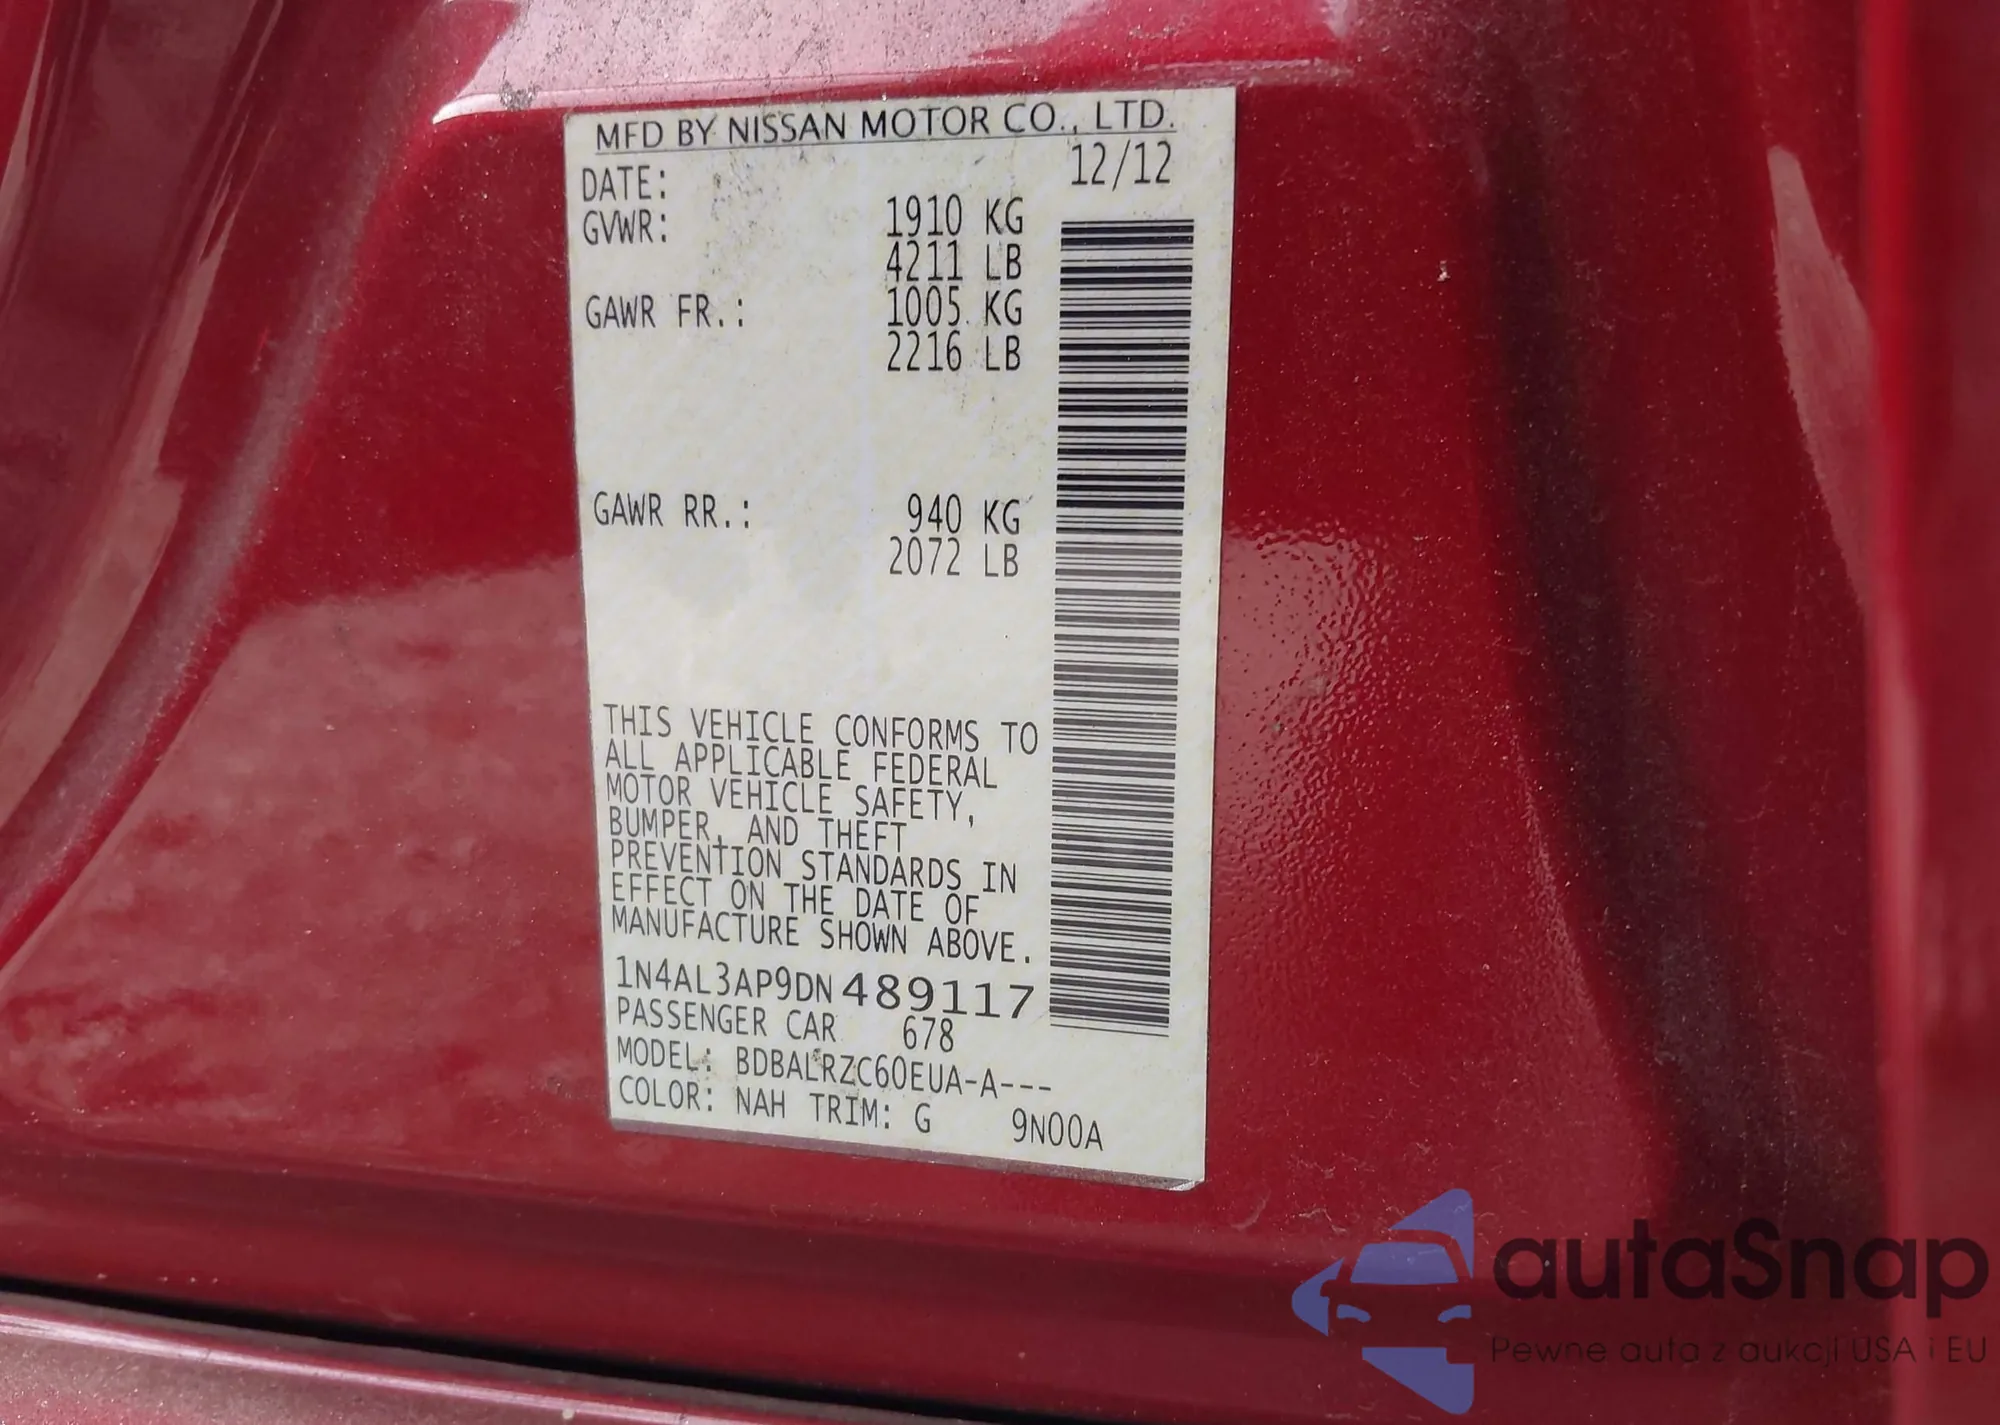 MFD BY NISSAN MOTOR CO., LTD.
DATE: 12/12
GVWR: 1910 KG
4211 LB
GAWR FR.: 1005 KG
2216 LB
GAWR RR.: 940 KG
2072 LB
THIS VEHICLE CONFORMS TO
ALL APPLICABLE FEDERAL
MOTOR VEHICLE SAFETY,
BUMPER, AND THEFT
PREVENTION STANDARDS IN
EFFECT ON THE DATE OF
MANUFACTURE SHOWN ABOVE.
1N4AL3AP9DN489117
PASSENGER CAR 678
MODEL: BDBALRZC60EUA-A---
COLOR: NAH TRIM: G 9N00A
autaSnap
Pewne auta z aukcji USA i EU